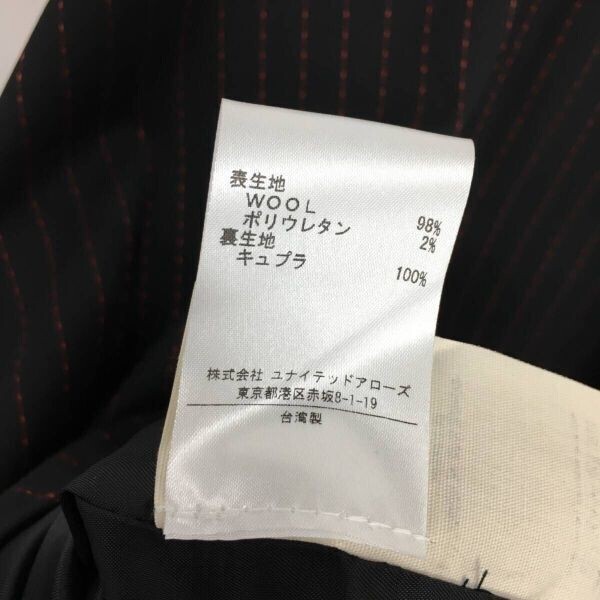 表生地
WOOL 98%
ポリウレタン 2%
裏生地
キュプラ 100%
株式会社 ユナイテッドアローズ
東京都港区赤坂8-1-19
台湾製